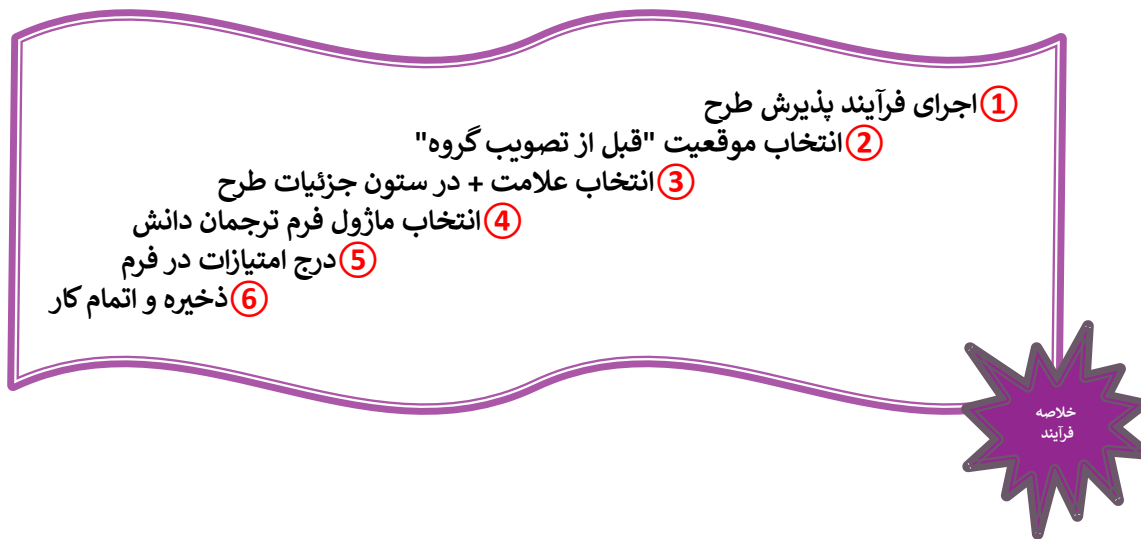 ①اجرای فرآیند پذیرش طرح
②انتخاب موقعیت "قبل از تصویب گروه"
③انتخاب علامت + در ستون جزئیات طرح
④انتخاب ماژول فرم ترجمان دانش
⑤درج امتیازات در فرم
⑥ذخیره و اتمام کار
خلاصه
فرآیند